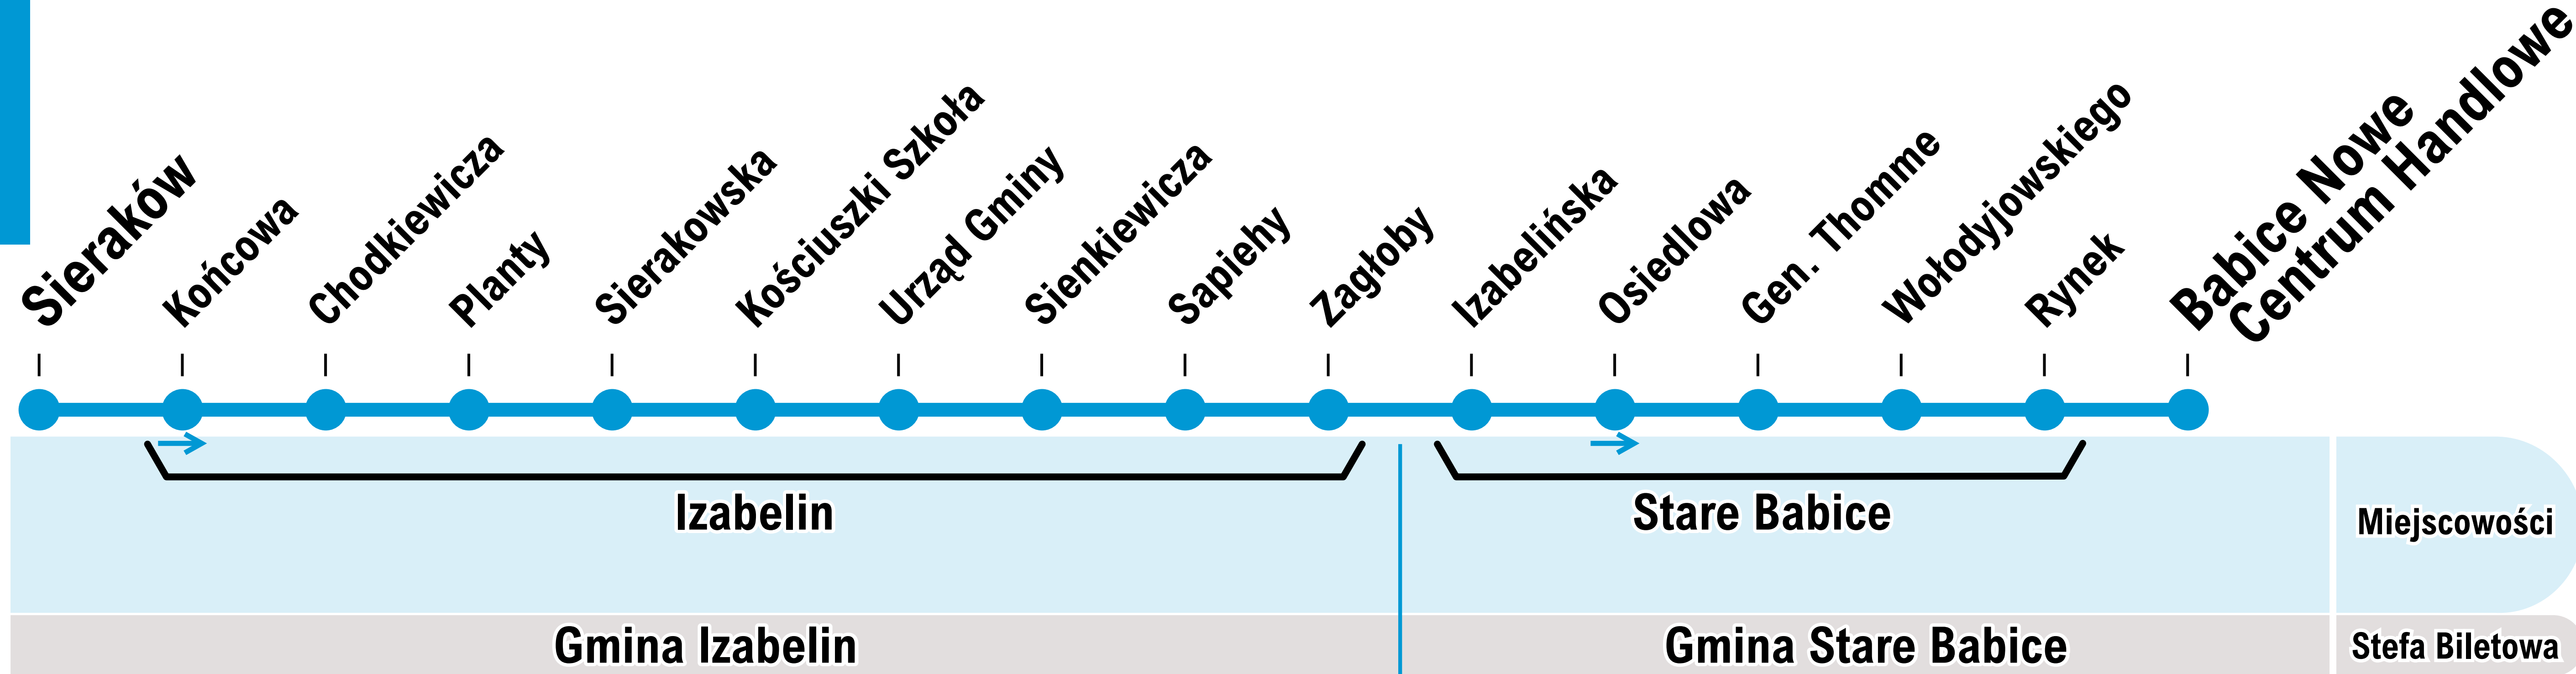 Sieraków
Końcowa
Chodkiewicza
Planty
Sierakowska
Kościuszki Szkoła
Urząd Gminy
Sienkiewicza
Sapiehy
Zagłoby
Izabelińska
Osiedlowa
Gen. Thomme
Wołodyjowskiego
Rynek
Babice Nowe
Centrum Handlowe
Izabelin
Stare Babice
Miejscowości
Gmina Izabelin
Gmina Stare Babice
Stefa Biletowa